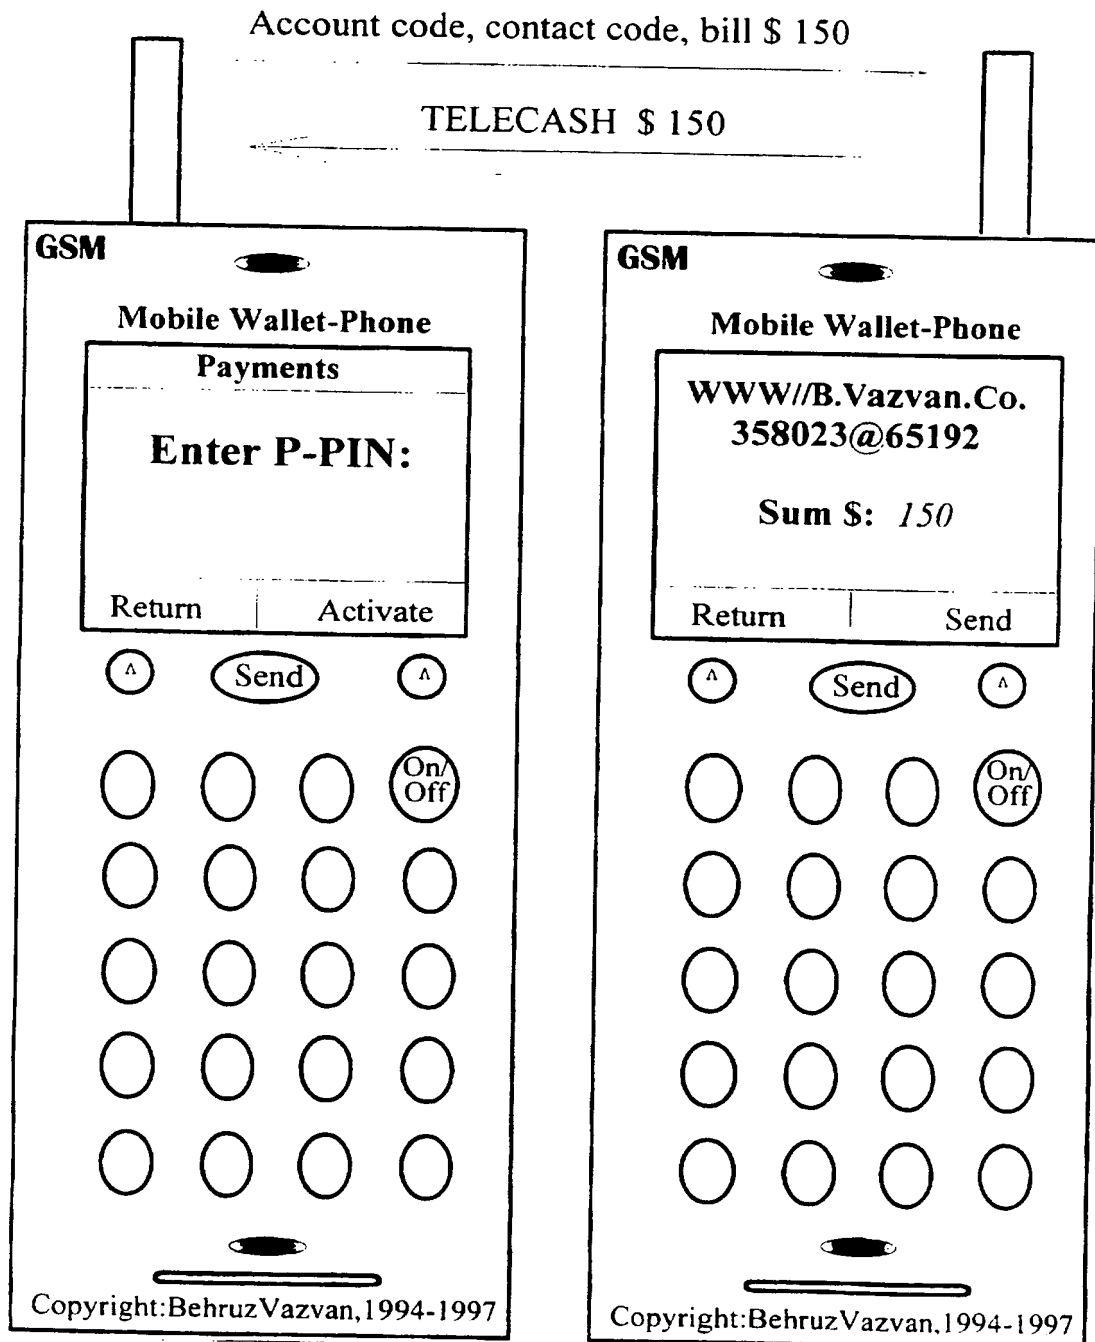 Account code, contact code, bill $ 150
TELECASH $ 150
GSM
Mobile Wallet-Phone
Payments
Enter P-PIN:
Return Activate
^ Send ^
On/
Off
Copyright:BehruzVazvan,1994-1997
GSM
Mobile Wallet-Phone
WWW//B.Vazvan.Co.
358023@65192
Sum $: 150
Return Send
^ Send ^
On/
Off
Copyright:BehruzVazvan,1994-1997